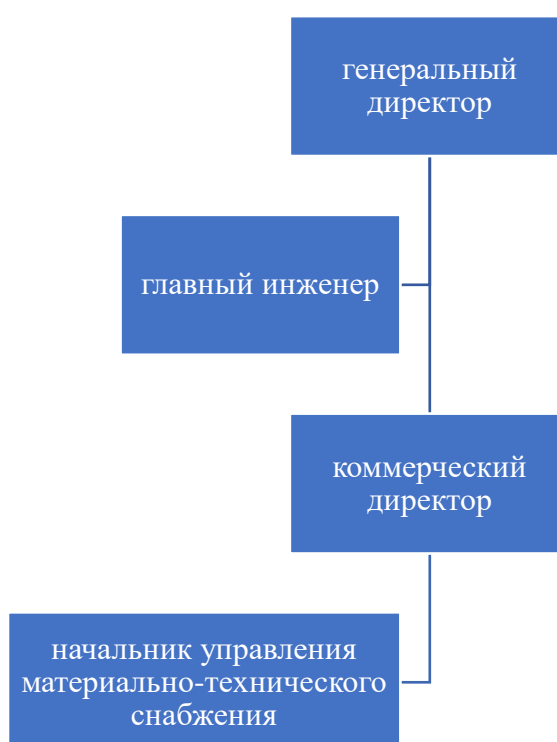 генеральный
директор
главный инженер
коммерческий
директор
начальник управления
материально-технического
снабжения